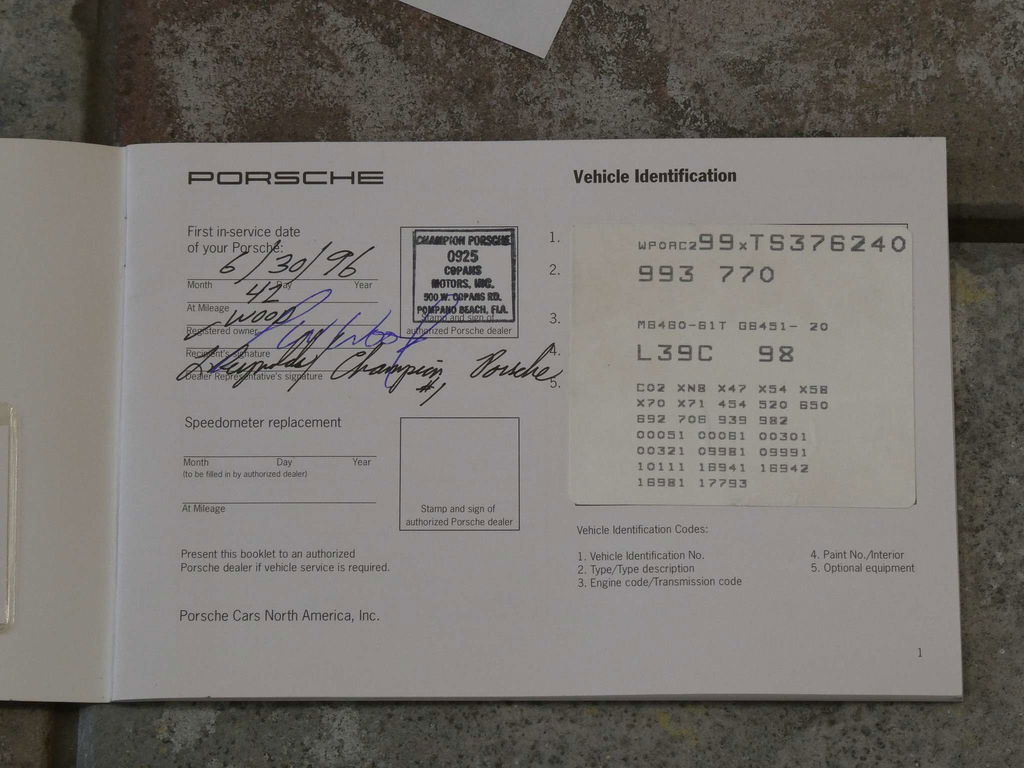 PORSCHE
First in-service date
of your Porsche:
6/30/96
Month Day Year
42
At Mileage
WOOD
Registered owner
Recipient's signature
L Reynolds Champion Porsche
#1
Dealer Representative's signature
CHAMPION PORSCHE
0925
COPANS
MOTORS, INC.
500 W. COPANS RD.
POMPANO BEACH, FLA.
Stamp and sign of
authorized Porsche dealer
Speedometer replacement
Month Day Year
(to be filled in by authorized dealer)
At Mileage
Stamp and sign of
authorized Porsche dealer
Present this booklet to an authorized
Porsche dealer if vehicle service is required.
Porsche Cars North America, Inc.
Vehicle Identification
1. WP0AC299xTS376240
2. 993 770
3. M6460-61T G6451- 20
4. L39C 98
5. C02 XN8 X47 X54 X58
X70 X71 454 520 650
692 706 939 982
00051 00061 00301
00321 09981 09991
10111 16941 16942
16981 17793
Vehicle Identification Codes:
1. Vehicle Identification No.
2. Type/Type description
3. Engine code/Transmission code
4. Paint No./Interior
5. Optional equipment
1